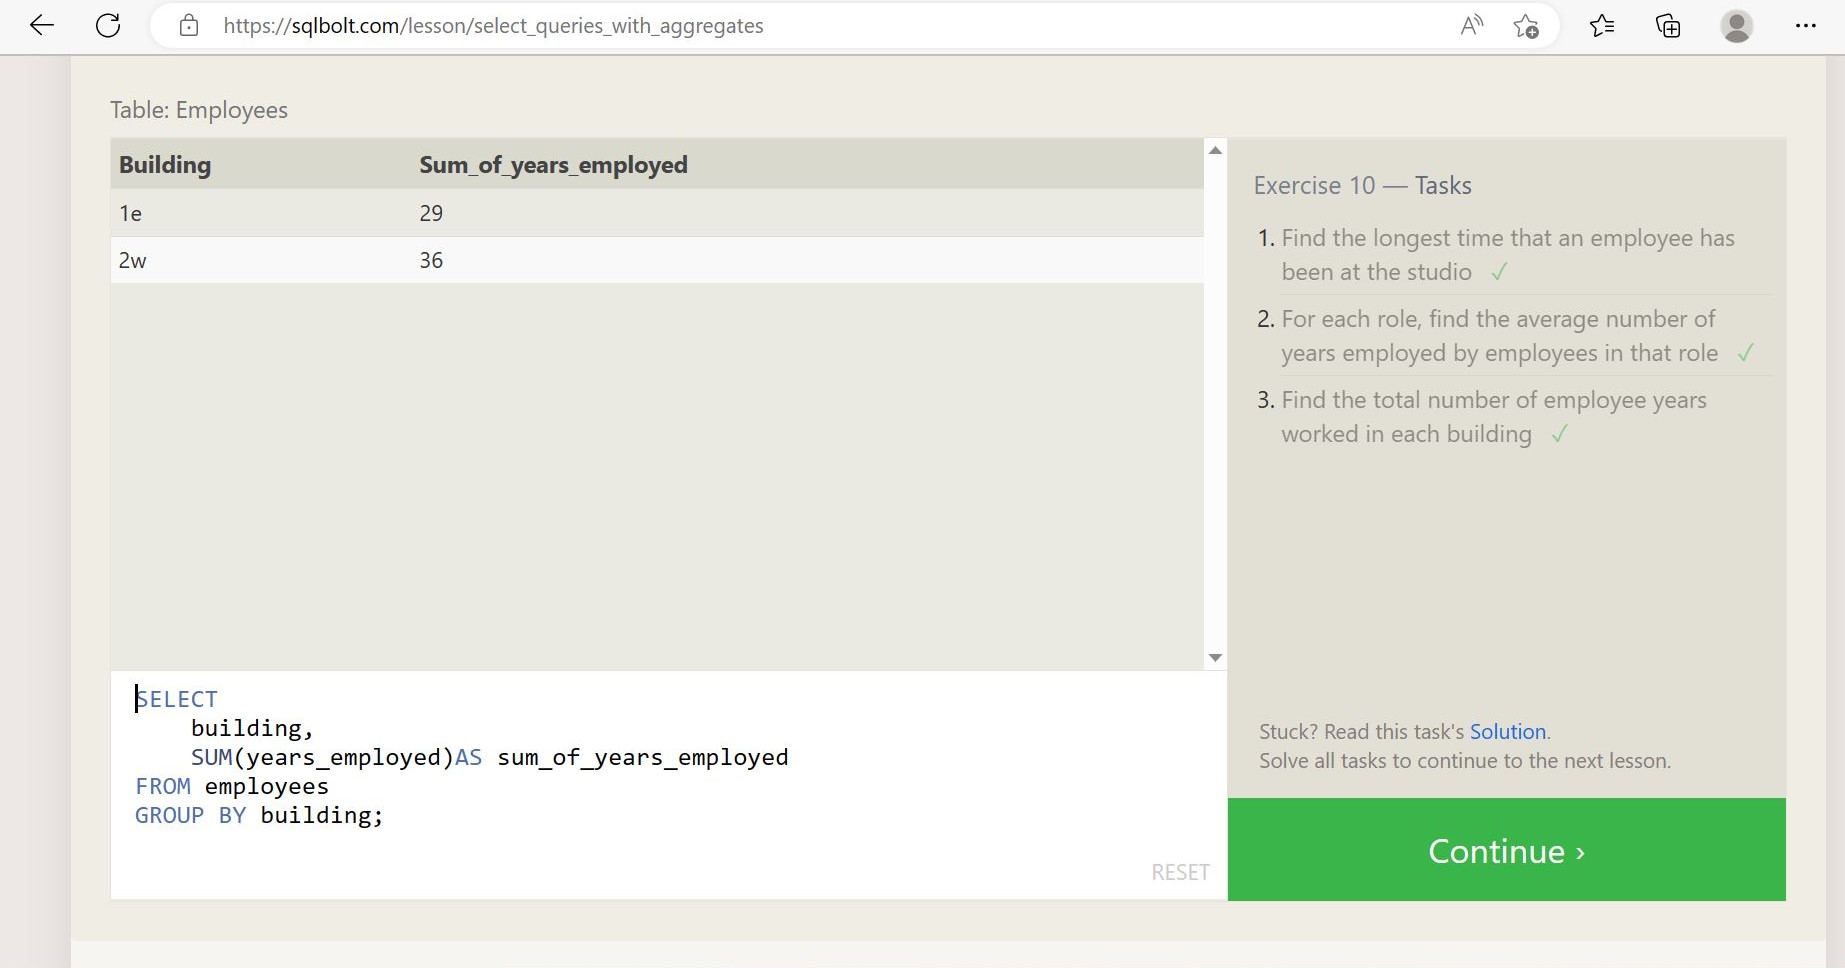 https://sqlbolt.com/lesson/select_queries_with_aggregates
Table: Employees
Building Sum_of_years_employed
1e 29
2w 36
SELECT
building,
SUM(years_employed)AS sum_of_years_employed
FROM employees
GROUP BY building;
RESET
Exercise 10 — Tasks
1. Find the longest time that an employee has
been at the studio ✓
2. For each role, find the average number of
years employed by employees in that role ✓
3. Find the total number of employee years
worked in each building ✓
Stuck? Read this task's Solution.
Solve all tasks to continue to the next lesson.
Continue ›